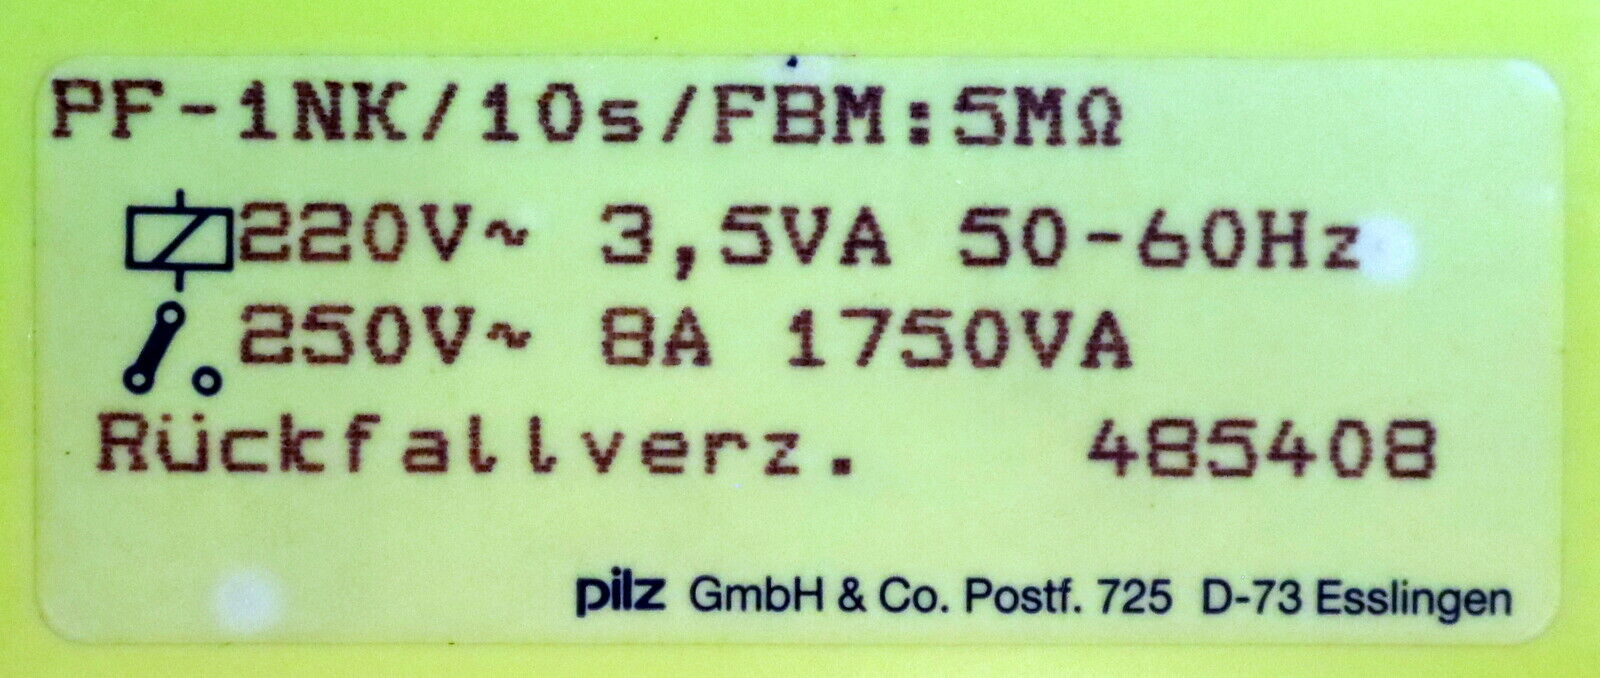 PF-1NK/10s/FBM:5MΩ
220V~ 3,5VA 50-60Hz
250V~ 8A 1750VA
Rückfallverz. 485408
pilz GmbH & Co. Postf. 725 D-73 Esslingen